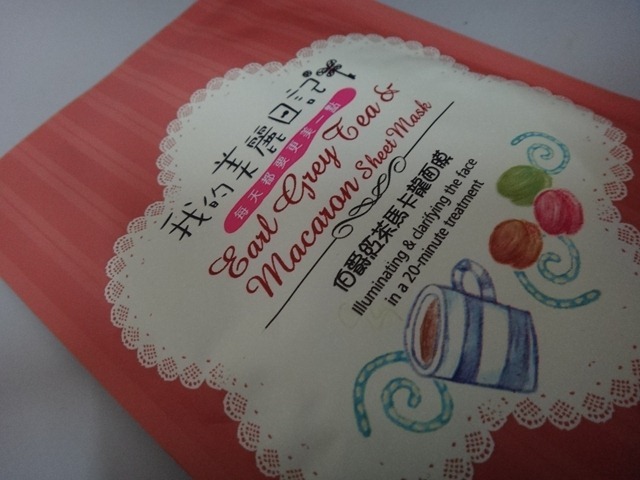 我的美麗日記
每天都要更美一點
Earl Grey Tea &
Macaron Sheet Mask
伯爵紅茶馬卡龍面膜
Illuminating & clarifying the face
in a 20-minute treatment